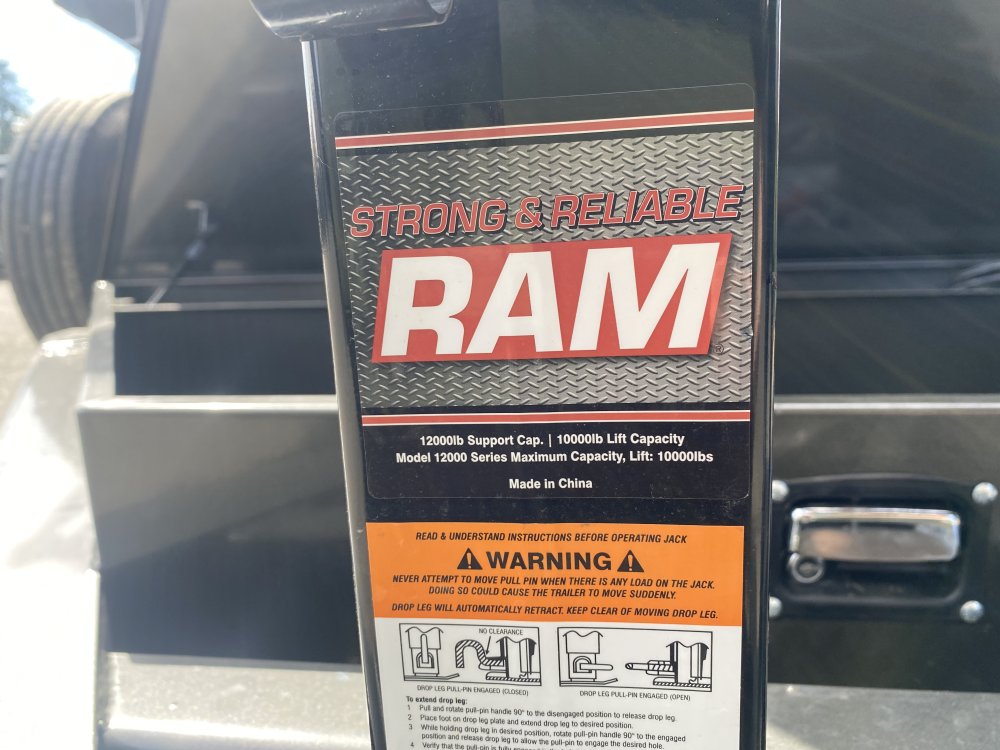 STRONG & RELIABLE
RAM
®
12000lb Support Cap. | 10000lb Lift Capacity
Model 12000 Series Maximum Capacity, Lift: 10000lbs
Made in China
READ & UNDERSTAND INSTRUCTIONS BEFORE OPERATING JACK
WARNING
NEVER ATTEMPT TO MOVE PULL PIN WHEN THERE IS ANY LOAD ON THE JACK.
DOING SO COULD CAUSE THE TRAILER TO MOVE SUDDENLY.
DROP LEG WILL AUTOMATICALLY RETRACT. KEEP CLEAR OF MOVING DROP LEG.
NO CLEARANCE
DROP LEG PULL-PIN ENGAGED (CLOSED)
DROP LEG PULL-PIN ENGAGED (OPEN)
To extend drop leg:
1 Pull and rotate pull-pin handle 90° to the disengaged position to release drop leg.
2 Place foot on drop leg plate and extend drop leg to desired position.
3 While holding drop leg in desired position, rotate pull-pin handle 90° to the engaged
position and release drop leg to allow the pull-pin to engage the desired hole.
4 Verify that the pull-pin is fully